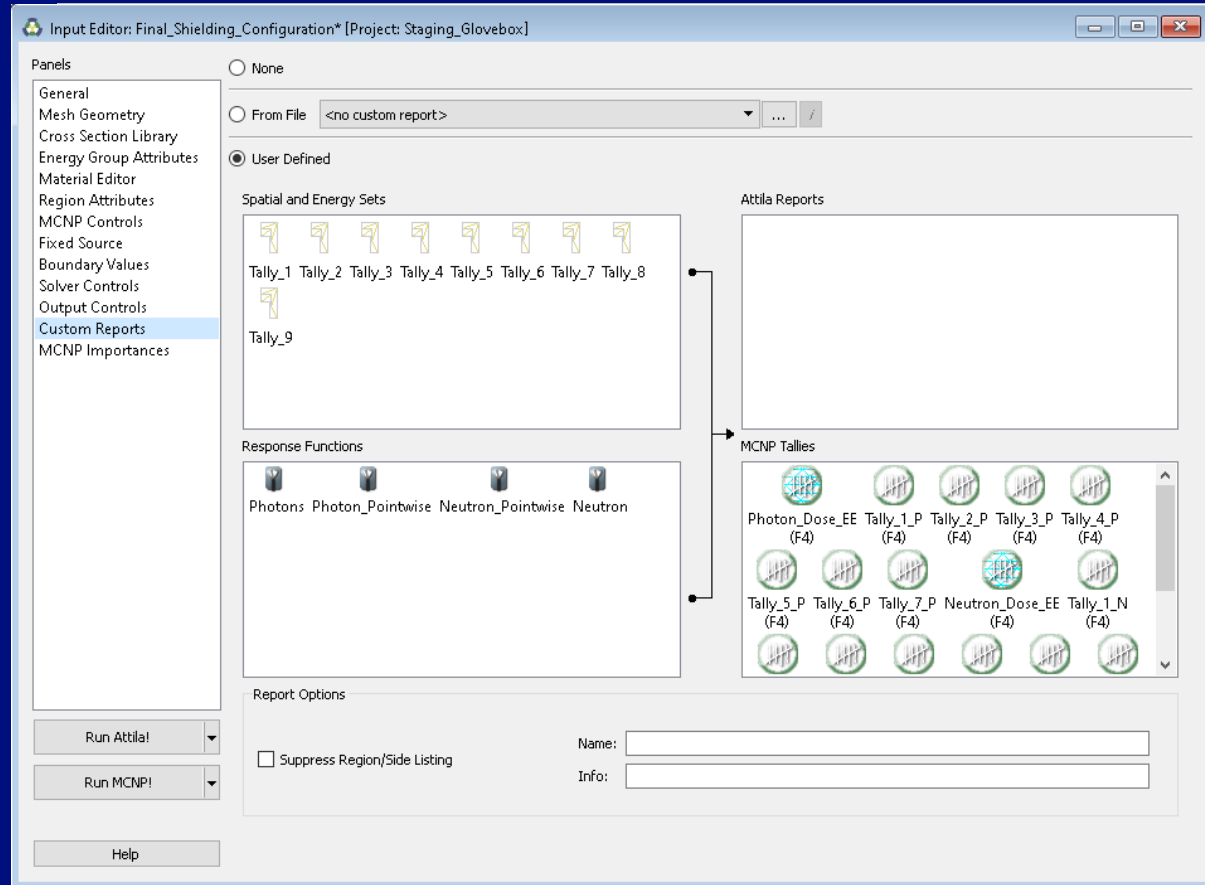 Input Editor: Final_Shielding_Configuration* [Project: Staging_Glovebox]
Panels
General
Mesh Geometry
Cross Section Library
Energy Group Attributes
Material Editor
Region Attributes
MCNP Controls
Fixed Source
Boundary Values
Solver Controls
Output Controls
Custom Reports
MCNP Importances
Run Attila!
Run MCNP!
Help
None
From File <no custom report> ... i
User Defined
Spatial and Energy Sets
Tally_1 Tally_2 Tally_3 Tally_4 Tally_5 Tally_6 Tally_7 Tally_8
Tally_9
Response Functions
Photons Photon_Pointwise Neutron_Pointwise Neutron
Attila Reports
MCNP Tallies
Photon_Dose_EE Tally_1_P Tally_2_P Tally_3_P Tally_4_P
(F4) (F4) (F4) (F4) (F4)
Tally_5_P Tally_6_P Tally_7_P Neutron_Dose_EE Tally_1_N
(F4) (F4) (F4) (F4) (F4)
Report Options
Suppress Region/Side Listing
Name:
Info: